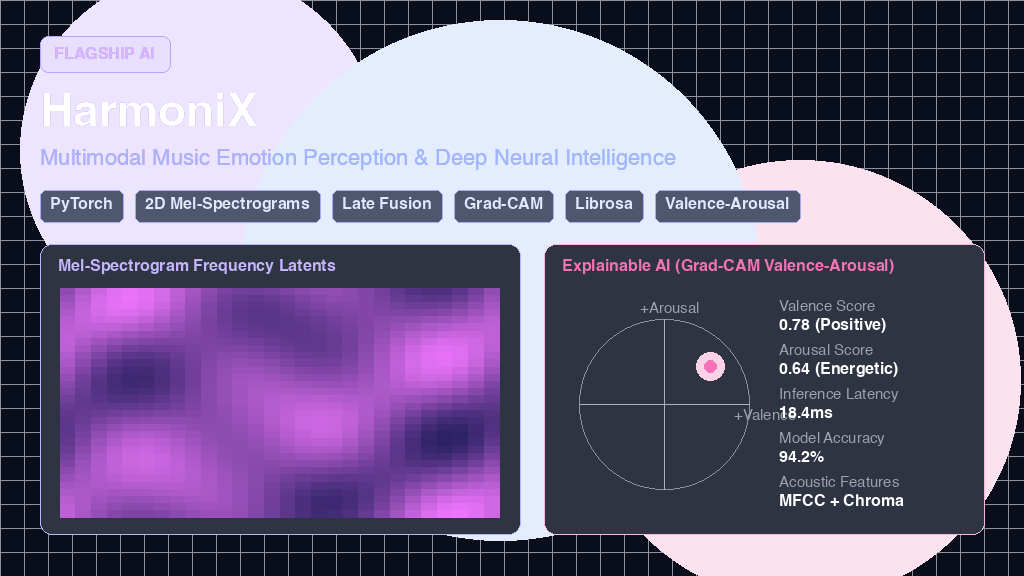 FLAGSHIP AI
HarmoniX
Multimodal Music Emotion Perception & Deep Neural Intelligence
PyTorch
2D Mel-Spectrograms
Late Fusion
Grad-CAM
Librosa
Valence-Arousal
Mel-Spectrogram Frequency Latents
Explainable AI (Grad-CAM Valence-Arousal)
+Arousal
+Valence
Valence Score
0.78 (Positive)
Arousal Score
0.64 (Energetic)
Inference Latency
18.4ms
Model Accuracy
94.2%
Acoustic Features
MFCC + Chroma